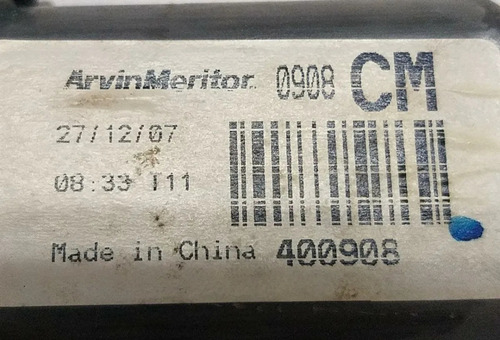 ArvinMeritor. 0908 CM
27/12/07
08:33 T11
Made in China 400908